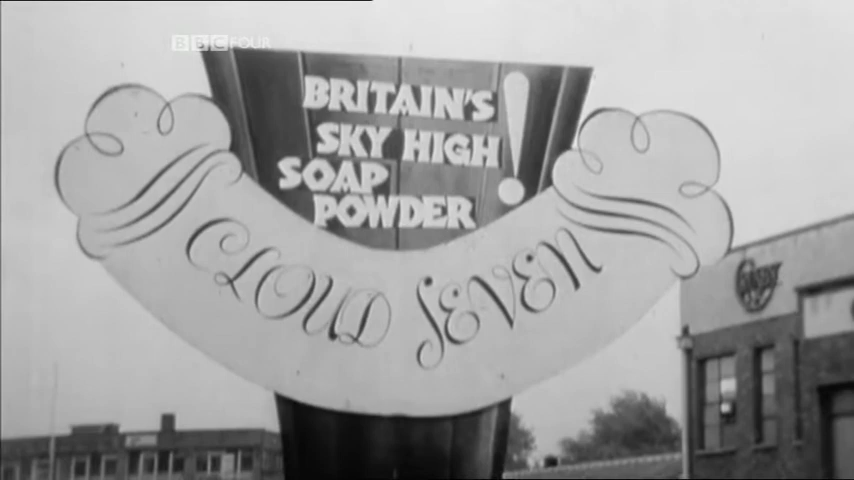 BBC FOUR
BRITAIN'S
SKY HIGH !
SOAP
POWDER
CLOUD SEVEN